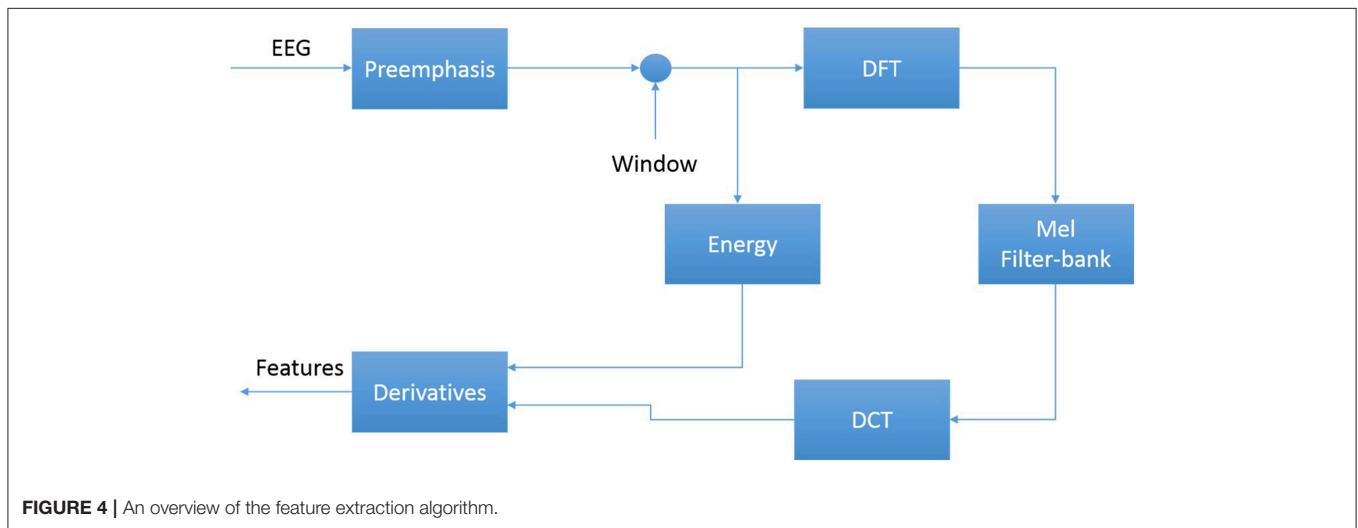 EEG
Preemphasis
DFT
Window
Energy
Mel
Filter-bank
Features
Derivatives
DCT
FIGURE 4 | An overview of the feature extraction algorithm.